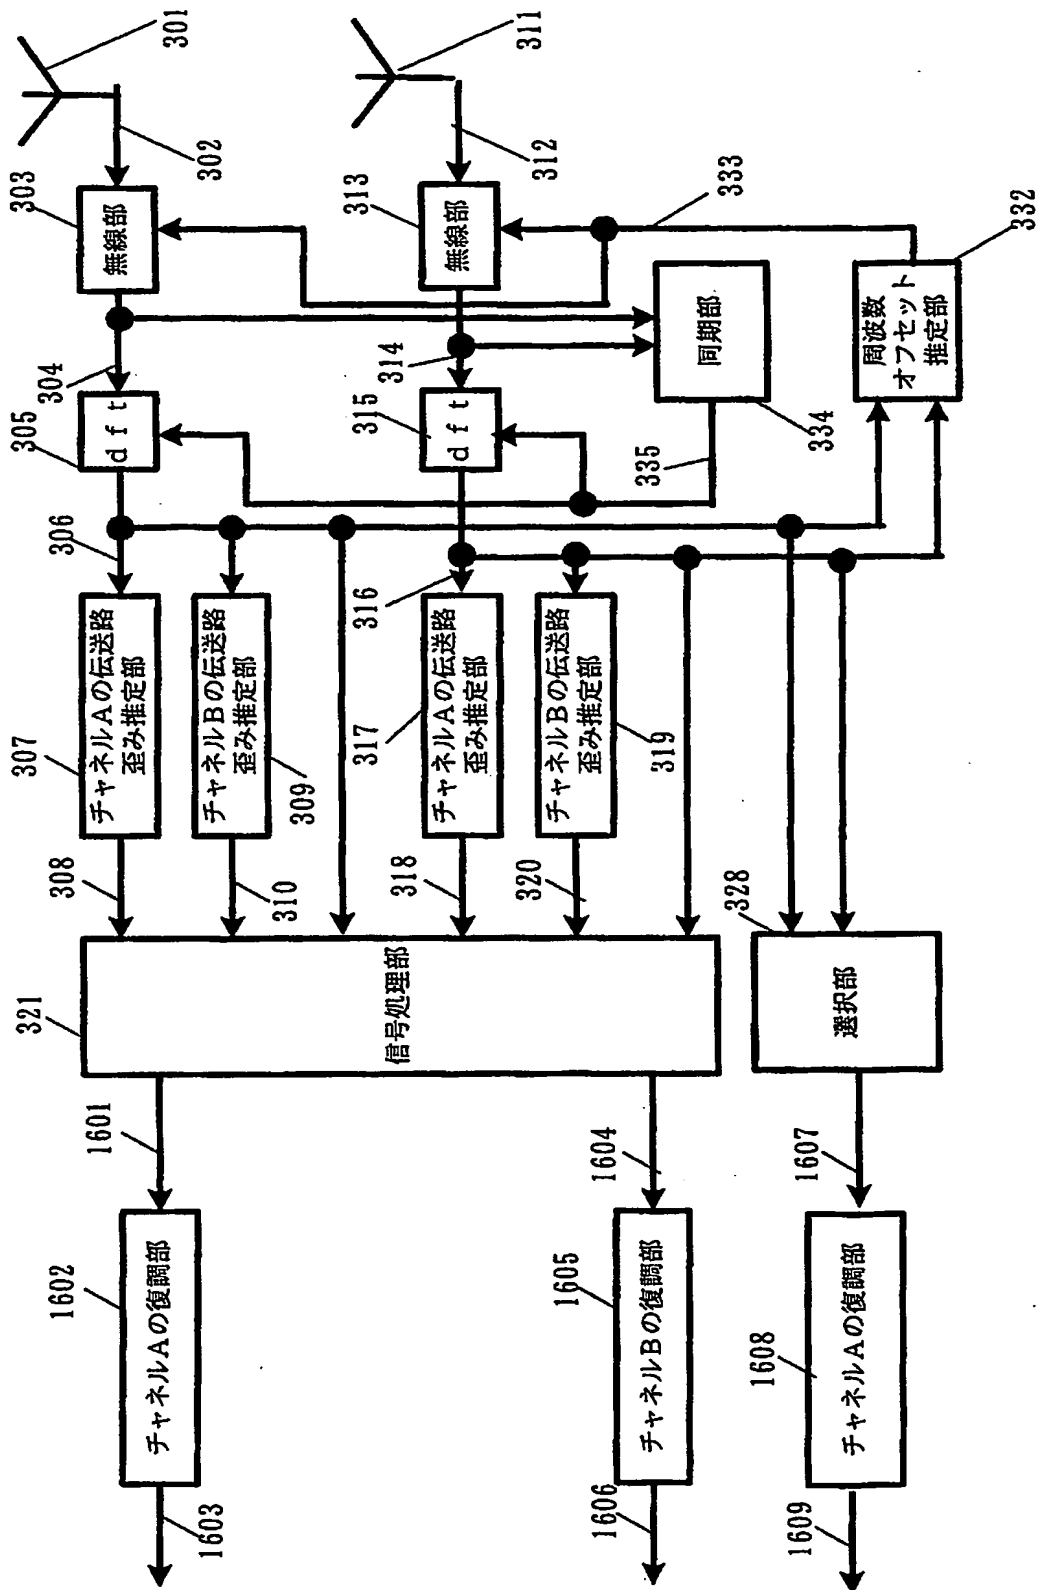 301
302
303
無線部
304
305
dft
306
307
チャネルAの伝送路
歪み推定部
308
チャネルBの伝送路
歪み推定部
309
310
311
312
313
無線部
314
315
dft
316
317
チャネルAの伝送路
歪み推定部
318
チャネルBの伝送路
歪み推定部
319
320
321
信号処理部
328
選択部
332
周波数
オフセット
推定部
333
同期部
334
335
1601
1602
チャネルAの復調部
1603
1604
1605
チャネルBの復調部
1606
1607
1608
チャネルAの復調部
1609